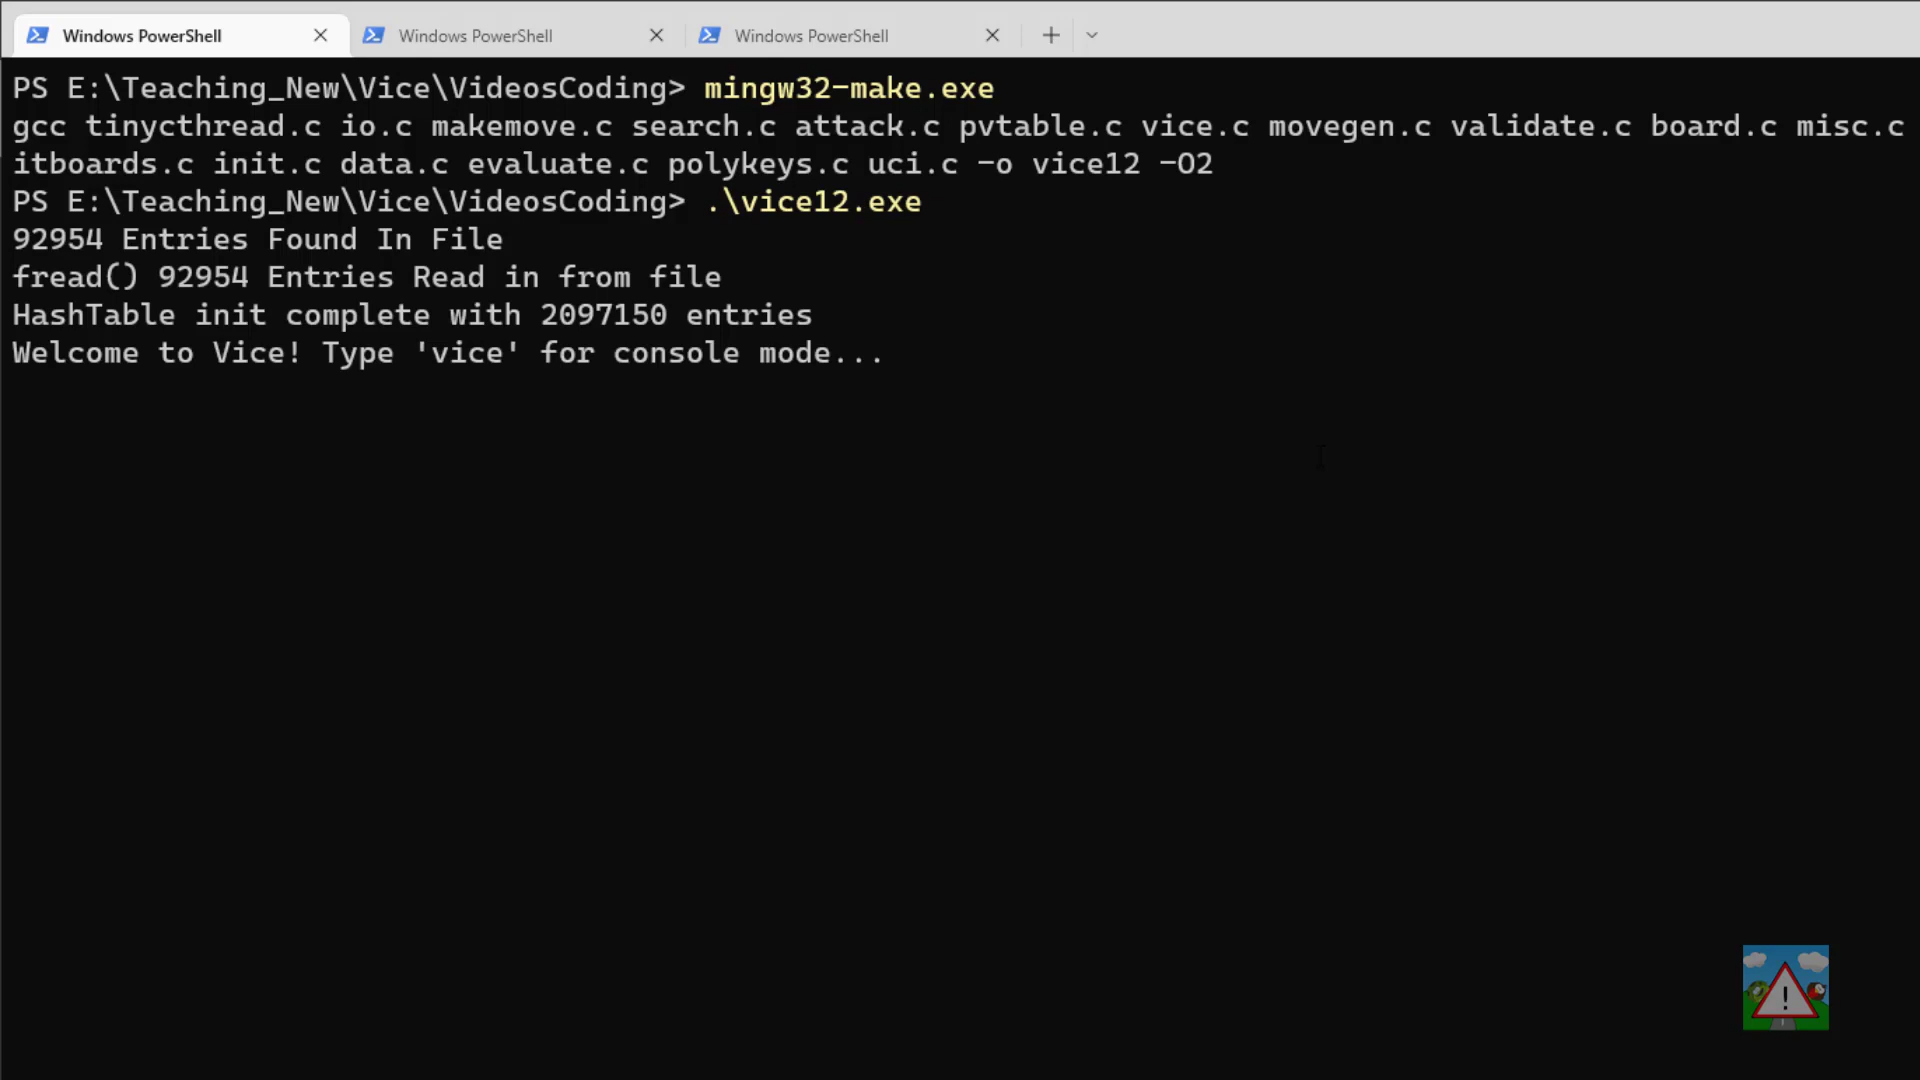 Windows PowerShell
Windows PowerShell
Windows PowerShell
PS E:\Teaching_New\Vice\VideosCoding> mingw32-make.exe
gcc tinycthread.c io.c makemove.c search.c attack.c pvtable.c vice.c movegen.c validate.c board.c misc.c
itboards.c init.c data.c evaluate.c polykeys.c uci.c -o vice12 -O2
PS E:\Teaching_New\Vice\VideosCoding> .\vice12.exe
92954 Entries Found In File
fread() 92954 Entries Read in from file
HashTable init complete with 2097150 entries
Welcome to Vice! Type 'vice' for console mode...
!